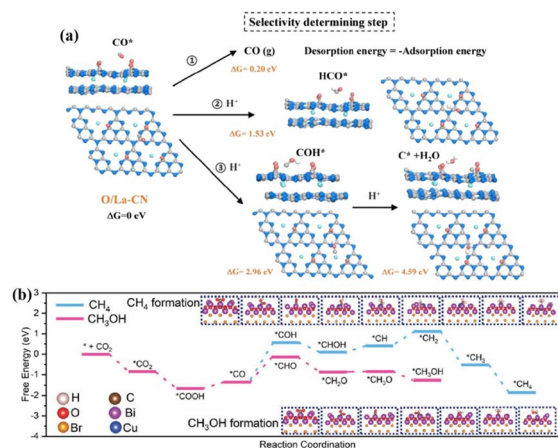 Selectivity determining step
(a)
CO*
①
CO (g)
Desorption energy = -Adsorption energy
ΔG= 0.20 eV
HCO*
② H⁺
ΔG= 1.53 eV
③ H⁺
COH*
C* +H₂O
H⁺
O/La-CN
ΔG=0 eV
ΔG= 2.96 eV
ΔG= 4.59 eV
(b)
CH₄
CH₃OH
CH₄ formation
Free Energy (eV)
3
2
1
0
-1
-2
-3
* + CO₂
*CO₂
*COOH
*CO
*COH
*CHO
*CHOH
*CH₂O
*CH
*CH₃O
*CH₂
*CH₃OH
*CH₃
*CH₄
H
C
O
Bi
Br
Cu
CH₃OH formation
Reaction Coordination